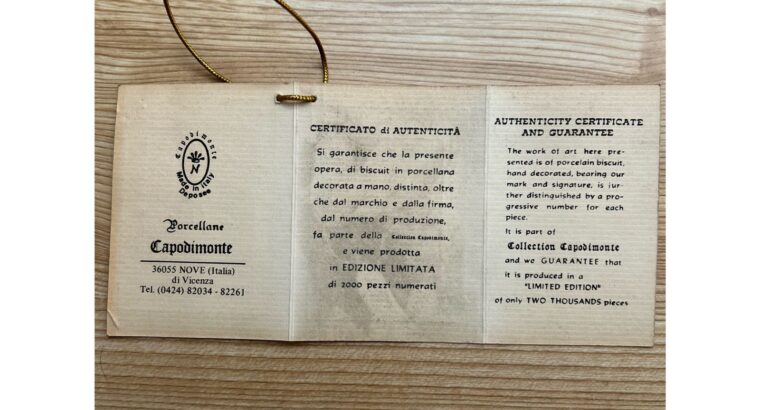 Capodimonte
N
Made in Italy
Deposee
Porcellane
Capodimonte
36055 NOVE (Italia)
di Vicenza
Tel. (0424) 82034 - 82261
CERTIFICATO di AUTENTICITÀ
Si garantisce che la presente
opera, di biscuit in porcellana
decorata a mano, distinta, oltre
che dal marchio e dalla firma,
dal numero di produzione,
fa parte della Collection Capodimonte,
e viene prodotta
in EDIZIONE LIMITATA
di 2000 pezzi numerati
AUTHENTICITY CERTIFICATE
AND GUARANTEE
The work of art here pre-
sented is of porcelain biscuit,
hand decorated, bearing our
mark and signature, is fur-
ther distinguished by a pro-
gressive number for each
piece.
It is part of
Collection Capodimonte
and we GUARANTEE that
it is produced in a
"LIMITED EDITION"
of only TWO THOUSANDS pieces